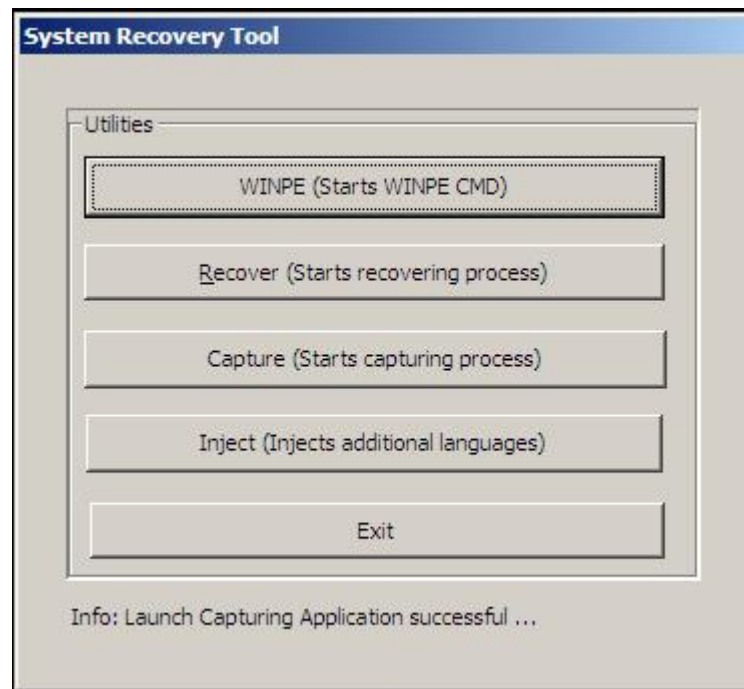 System Recovery Tool
Utilities
WINPE (Starts WINPE CMD)
Recover (Starts recovering process)
Capture (Starts capturing process)
Inject (Injects additional languages)
Exit
Info: Launch Capturing Application successful ...